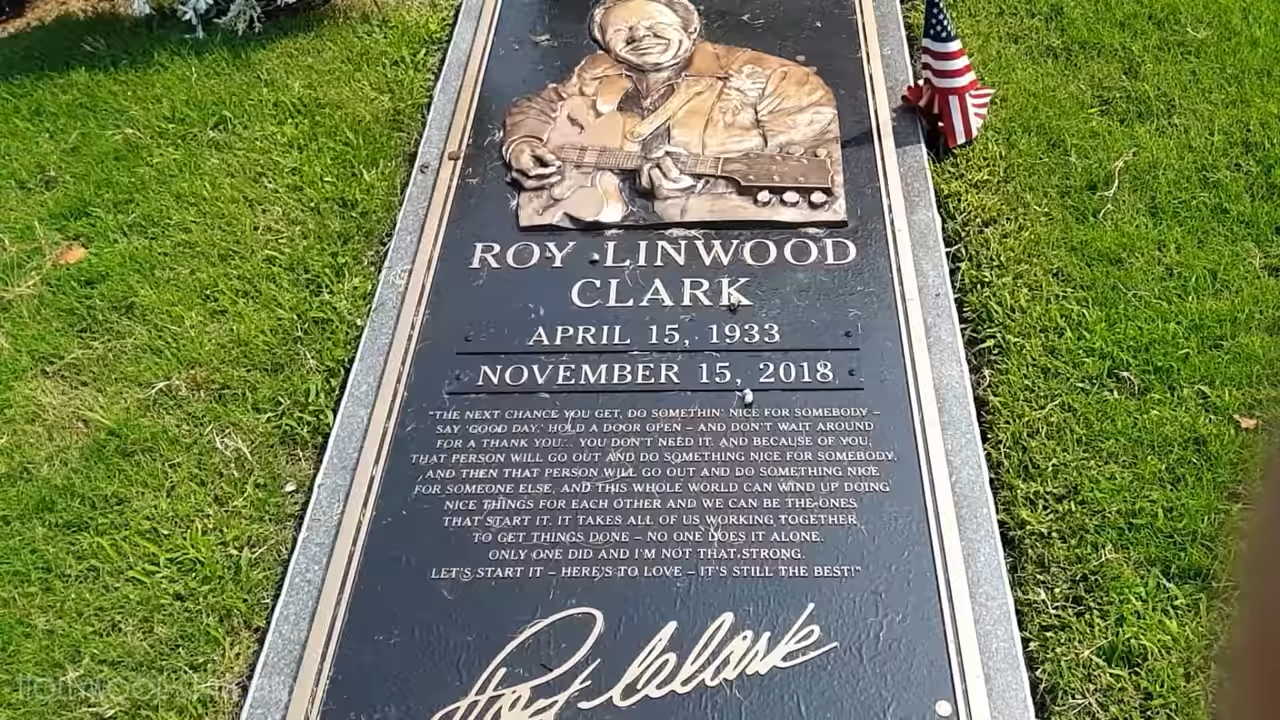 ROY LINWOOD
CLARK
APRIL 15, 1933
NOVEMBER 15, 2018
"THE NEXT CHANCE YOU GET, DO SOMETHIN' NICE FOR SOMEBODY –
SAY 'GOOD DAY,' HOLD A DOOR OPEN – AND DON'T WAIT AROUND
FOR A THANK YOU... YOU DON'T NEED IT. AND BECAUSE OF YOU,
THAT PERSON WILL GO OUT AND DO SOMETHING NICE FOR SOMEBODY,
AND THEN THAT PERSON WILL GO OUT AND DO SOMETHING NICE
FOR SOMEONE ELSE, AND THIS WHOLE WORLD CAN WIND UP DOING
NICE THINGS FOR EACH OTHER AND WE CAN BE THE ONES
THAT START IT. IT TAKES ALL OF US WORKING TOGETHER
TO GET THINGS DONE – NO ONE DOES IT ALONE.
ONLY ONE DID AND I'M NOT THAT STRONG.
LET'S START IT – HERE'S TO LOVE – IT'S STILL THE BEST!"
Roy Clark